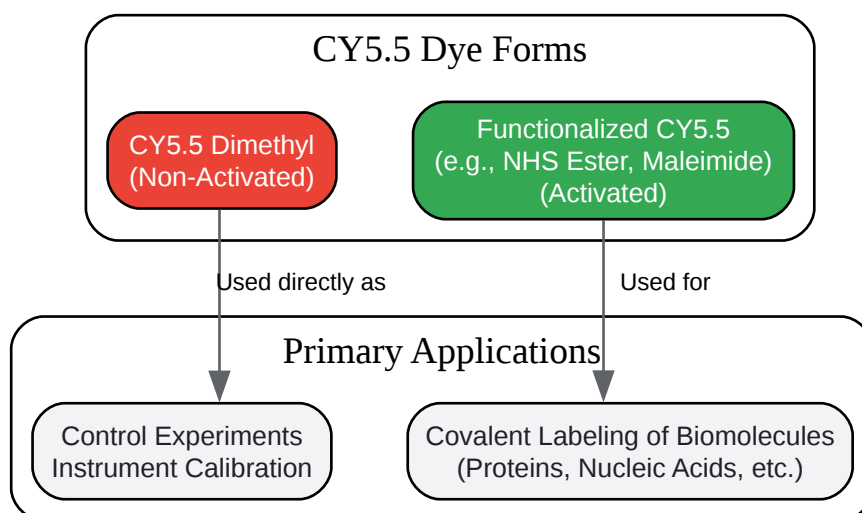 CY5.5 Dye Forms
CY5.5 Dimethyl
(Non-Activated)
Functionalized CY5.5
(e.g., NHS Ester, Maleimide)
(Activated)
Used directly as
Used for
Primary Applications
Control Experiments
Instrument Calibration
Covalent Labeling of Biomolecules
(Proteins, Nucleic Acids, etc.)